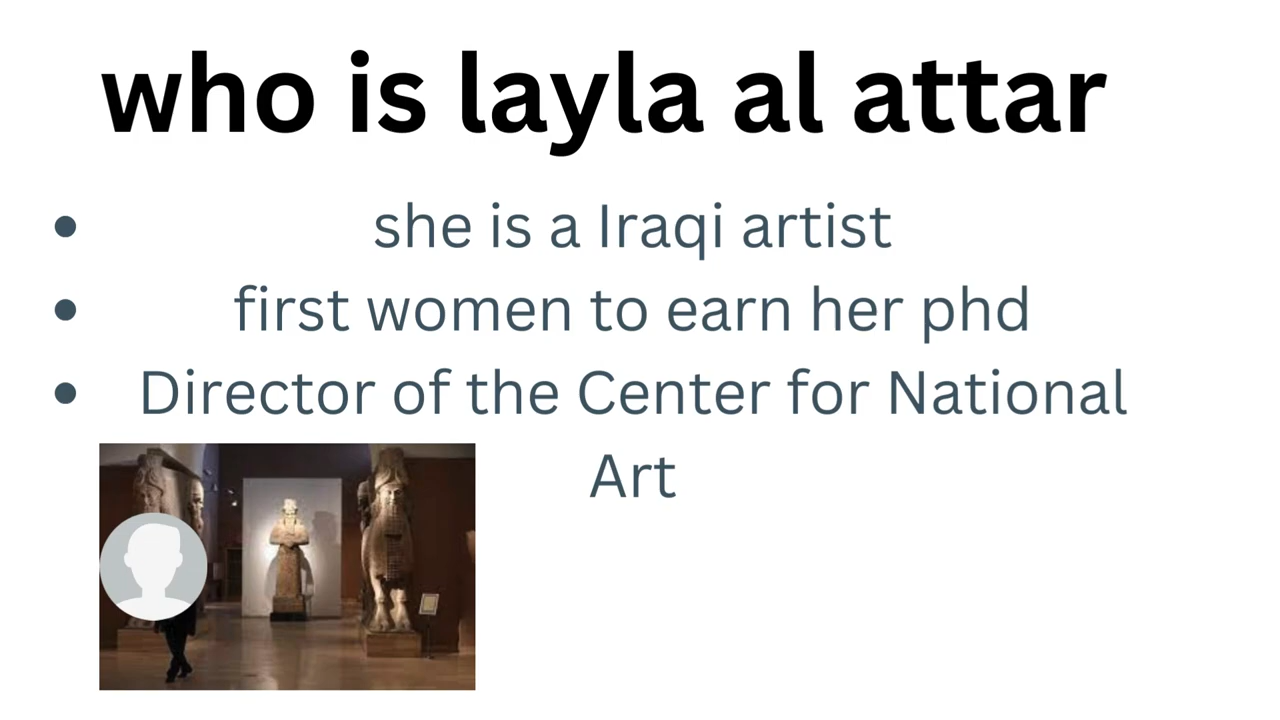 who is layla al attar
• she is a Iraqi artist
• first women to earn her phd
• Director of the Center for National
Art